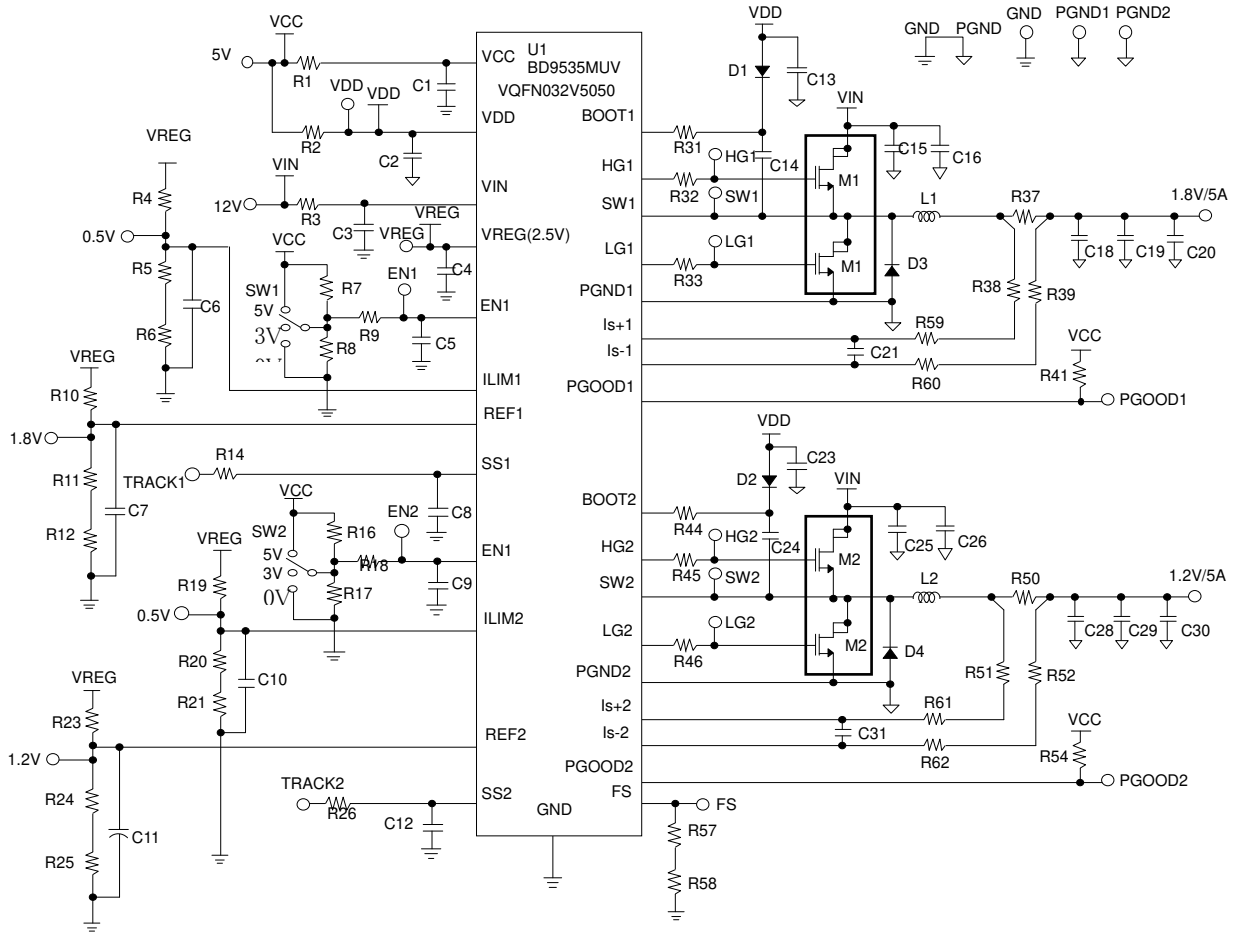 VCC
5V
R1
VDD
VDD
R2
C1
C2
VREG
R4
0.5V
R5
R6
C6
VIN
12V
R3
C3
VREG
VREG
C4
VCC
SW1
5V
3V
R7
R8
R9
EN1
C5
VREG
R10
1.8V
R11
R12
C7
TRACK1
R14
C8
VCC
SW2
5V
3V
0V
R16
R17
R18
EN2
C9
VREG
R19
0.5V
R20
R21
C10
VREG
R23
1.2V
R24
R25
C11
TRACK2
R26
C12
U1
BD9535MUV
VQFN032V5050
VCC
VDD
VIN
VREG(2.5V)
EN1
ILIM1
REF1
SS1
EN1
ILIM2
REF2
SS2
GND
BOOT1
HG1
SW1
LG1
PGND1
Is+1
Is-1
PGOOD1
BOOT2
HG2
SW2
LG2
PGND2
Is+2
Is-2
PGOOD2
FS
VDD
D1
C13
R31
C14
R32
HG1
SW1
R33
LG1
VIN
C15
C16
M1
M1
D3
L1
R37
1.8V/5A
C18
C19
C20
R38
R39
R59
C21
R60
VCC
R41
PGOOD1
GND
PGND
GND
PGND1
PGND2
VDD
D2
C23
R44
C24
R45
HG2
SW2
R46
LG2
VIN
C25
C26
M2
M2
D4
L2
R50
1.2V/5A
C28
C29
C30
R51
R52
R61
C31
R62
VCC
R54
PGOOD2
FS
R57
R58